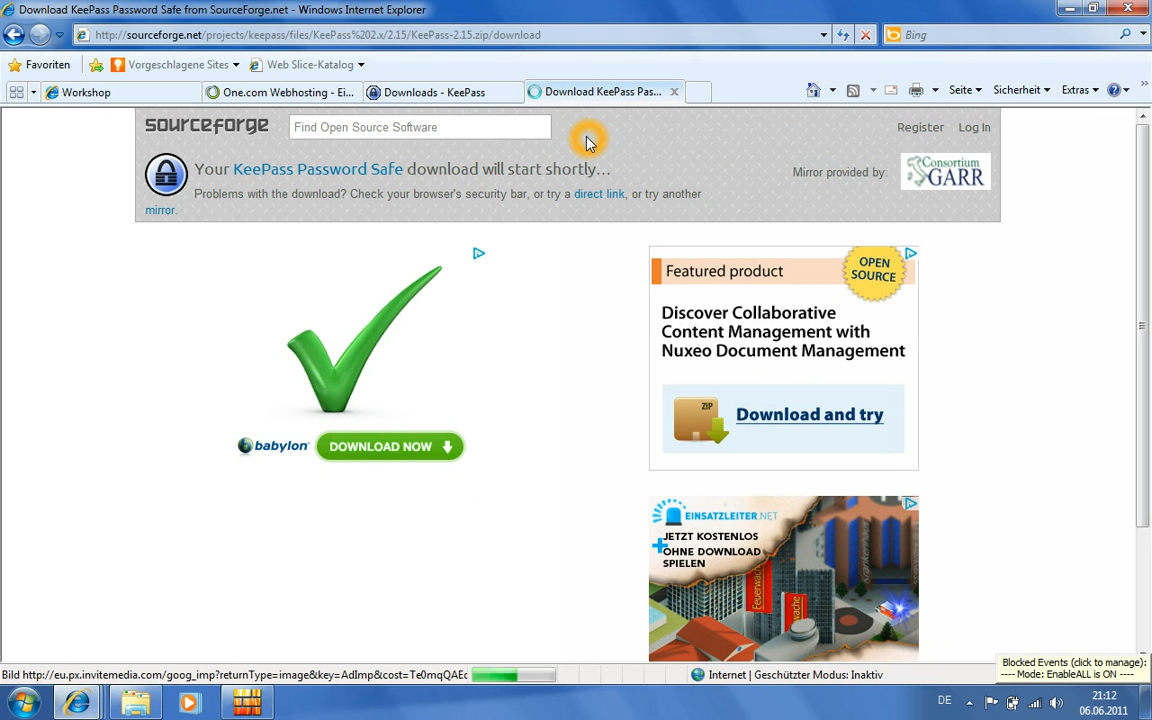 Download KeePass Password Safe from SourceForge.net - Windows Internet Explorer
http://sourceforge.net/projects/keepass/files/KeePass%202.x/2.15/KeePass-2.15.zip/download
Bing
Favoriten
Vorgeschlagene Sites
Web Slice-Katalog
Workshop
One.com Webhosting - Ei...
Downloads - KeePass
Download KeePass Pas...
Seite
Sicherheit
Extras
sourceforge
Find Open Source Software
Register
Log In
Your KeePass Password Safe download will start shortly...
Problems with the download? Check your browser's security bar, or try a direct link, or try another
mirror.
Mirror provided by:
Consortium
GARR
babylon
DOWNLOAD NOW
Featured product
OPEN
SOURCE
Discover Collaborative
Content Management with
Nuxeo Document Management
ZIP
Download and try
EINSATZLEITER.NET
JETZT KOSTENLOS
OHNE DOWNLOAD
SPIELEN
Feuerwache
wache
Bild http://eu.px.invitemedia.com/goog_imp?returnType=image&key=AdImp&cost=Te0mqQAEc
Internet | Geschützter Modus: Inaktiv
Blocked Events (click to manage):
---- Mode: EnableALL is ON ----
DE
21:12
06.06.2011